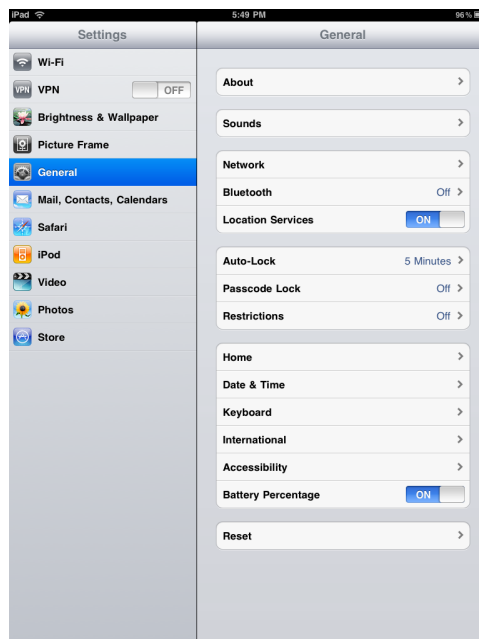 iPad 5:49 PM 96%
Settings
General
Wi-Fi
VPN VPN OFF
Brightness & Wallpaper
Picture Frame
General
Mail, Contacts, Calendars
Safari
iPod
Video
Photos
Store
About
Sounds
Network
Bluetooth Off
Location Services ON
Auto-Lock 5 Minutes
Passcode Lock Off
Restrictions Off
Home
Date & Time
Keyboard
International
Accessibility
Battery Percentage ON
Reset